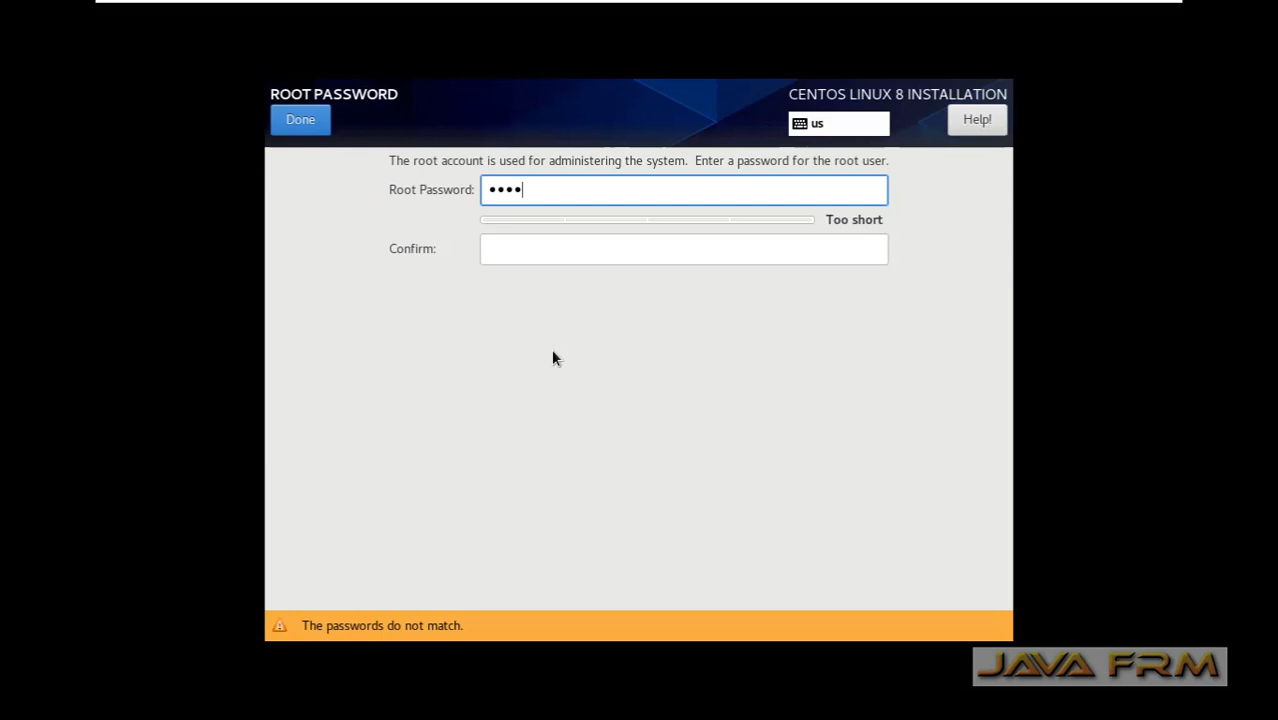 ROOT PASSWORD
CENTOS LINUX 8 INSTALLATION
Done
us
Help!
The root account is used for administering the system. Enter a password for the root user.
Root Password: ••••
Too short
Confirm:
The passwords do not match.
JAVA FRM